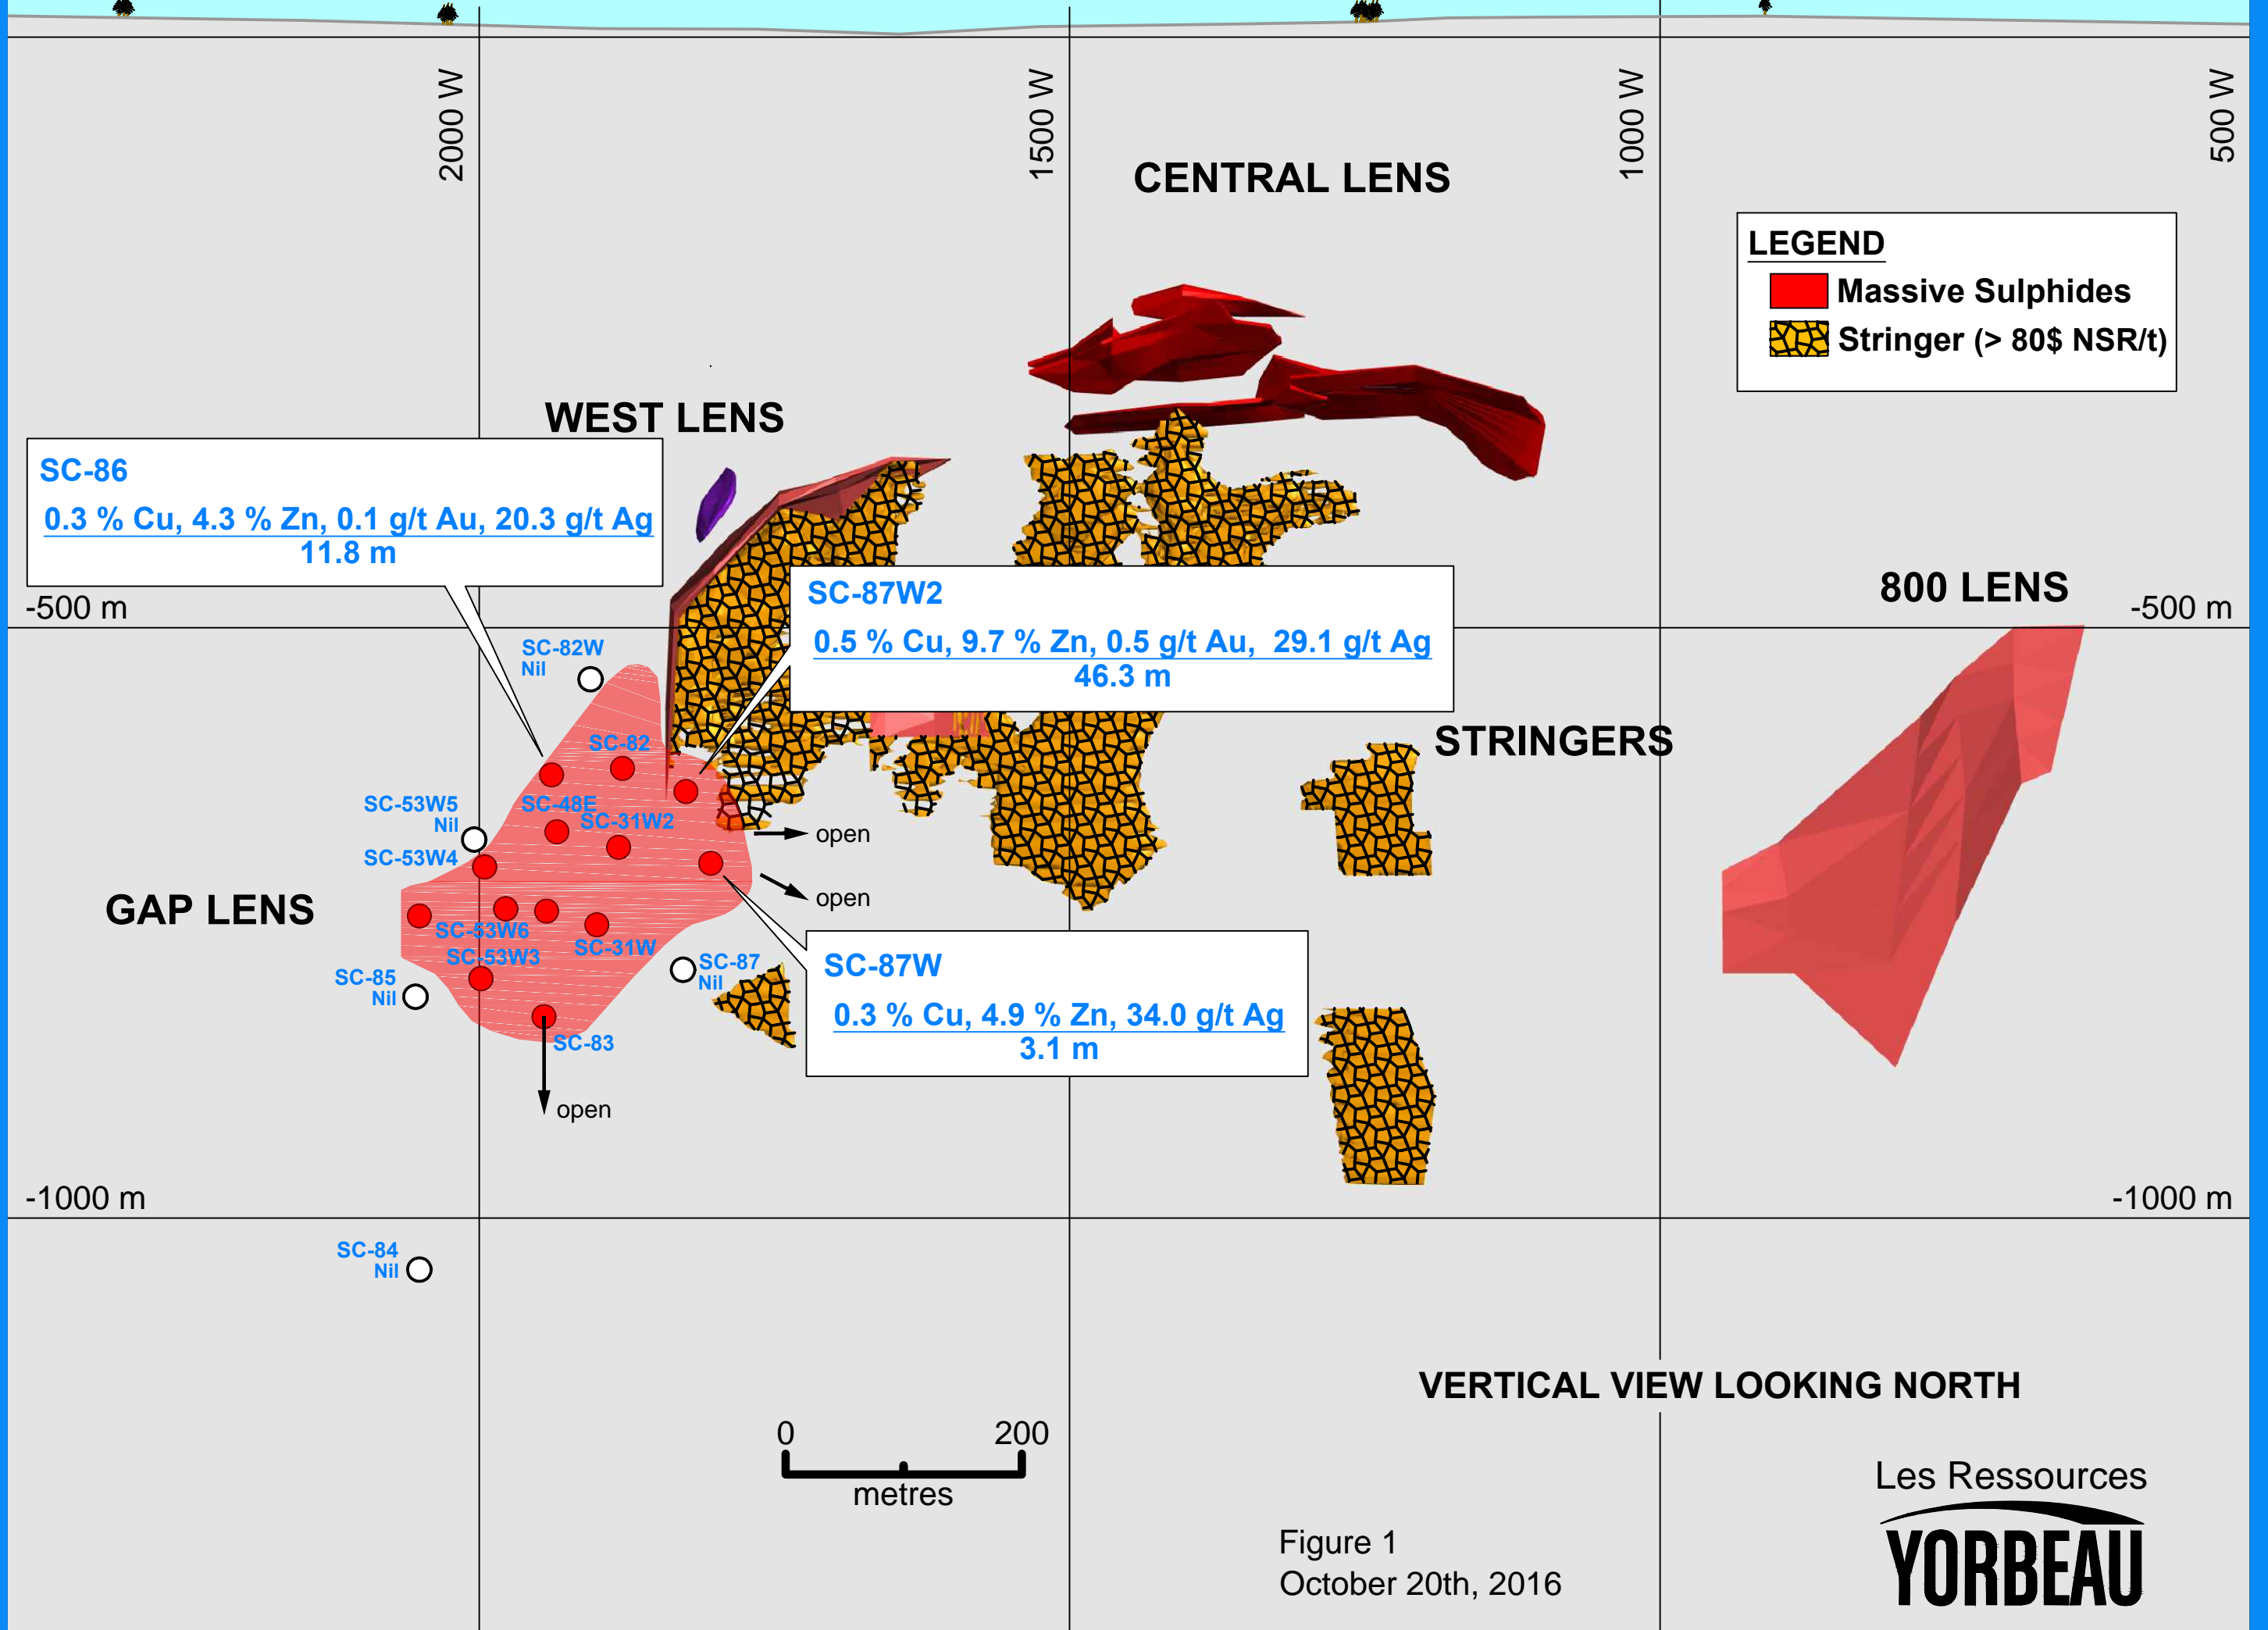 2000 W
1500 W
1000 W
500 W
CENTRAL LENS
LEGEND
Massive Sulphides
Stringer (> 80$ NSR/t)
WEST LENS
SC-86
0.3 % Cu, 4.3 % Zn, 0.1 g/t Au, 20.3 g/t Ag
11.8 m
-500 m
800 LENS
-500 m
SC-87W2
0.5 % Cu, 9.7 % Zn, 0.5 g/t Au, 29.1 g/t Ag
46.3 m
SC-82W
Nil
SC-82
STRINGERS
SC-48E
SC-31W2
SC-53W5
Nil
SC-53W4
open
open
GAP LENS
SC-53W6
SC-31W
SC-53W3
SC-85
Nil
SC-87
Nil
SC-87W
0.3 % Cu, 4.9 % Zn, 34.0 g/t Ag
3.1 m
SC-83
open
-1000 m
-1000 m
SC-84
Nil
VERTICAL VIEW LOOKING NORTH
0 200
metres
Figure 1
October 20th, 2016
Les Ressources
YORBEAU